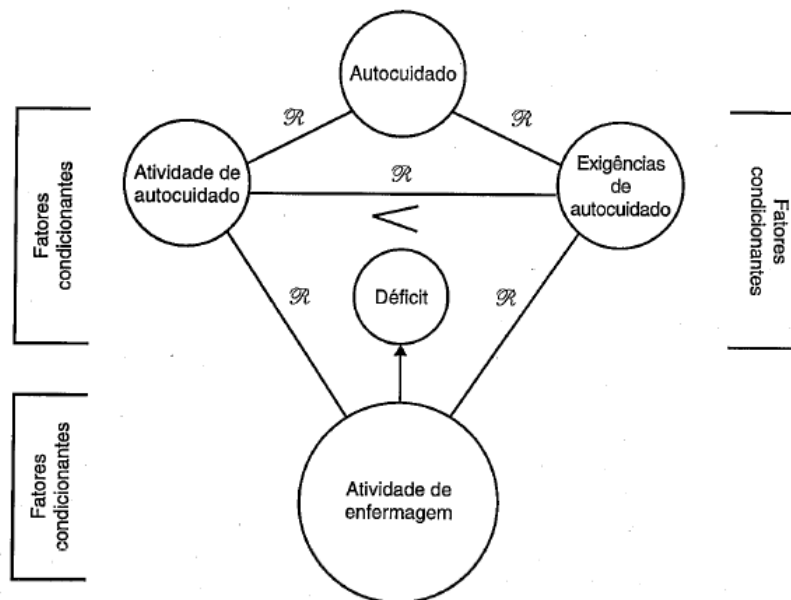 Autocuidado
ℛ
ℛ
Atividade de
autocuidado
ℛ
Exigências
de
autocuidado
Fatores
condicionantes
Fatores
condicionantes
<
ℛ
Déficit
ℛ
Fatores
condicionantes
Atividade de
enfermagem